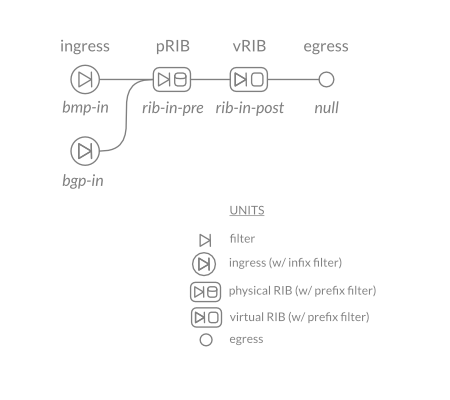 ingress pRIB vRIB egress
bmp-in rib-in-pre rib-in-post null
bgp-in
UNITS
filter
ingress (w/ infix filter)
physical RIB (w/ prefix filter)
virtual RIB (w/ prefix filter)
egress